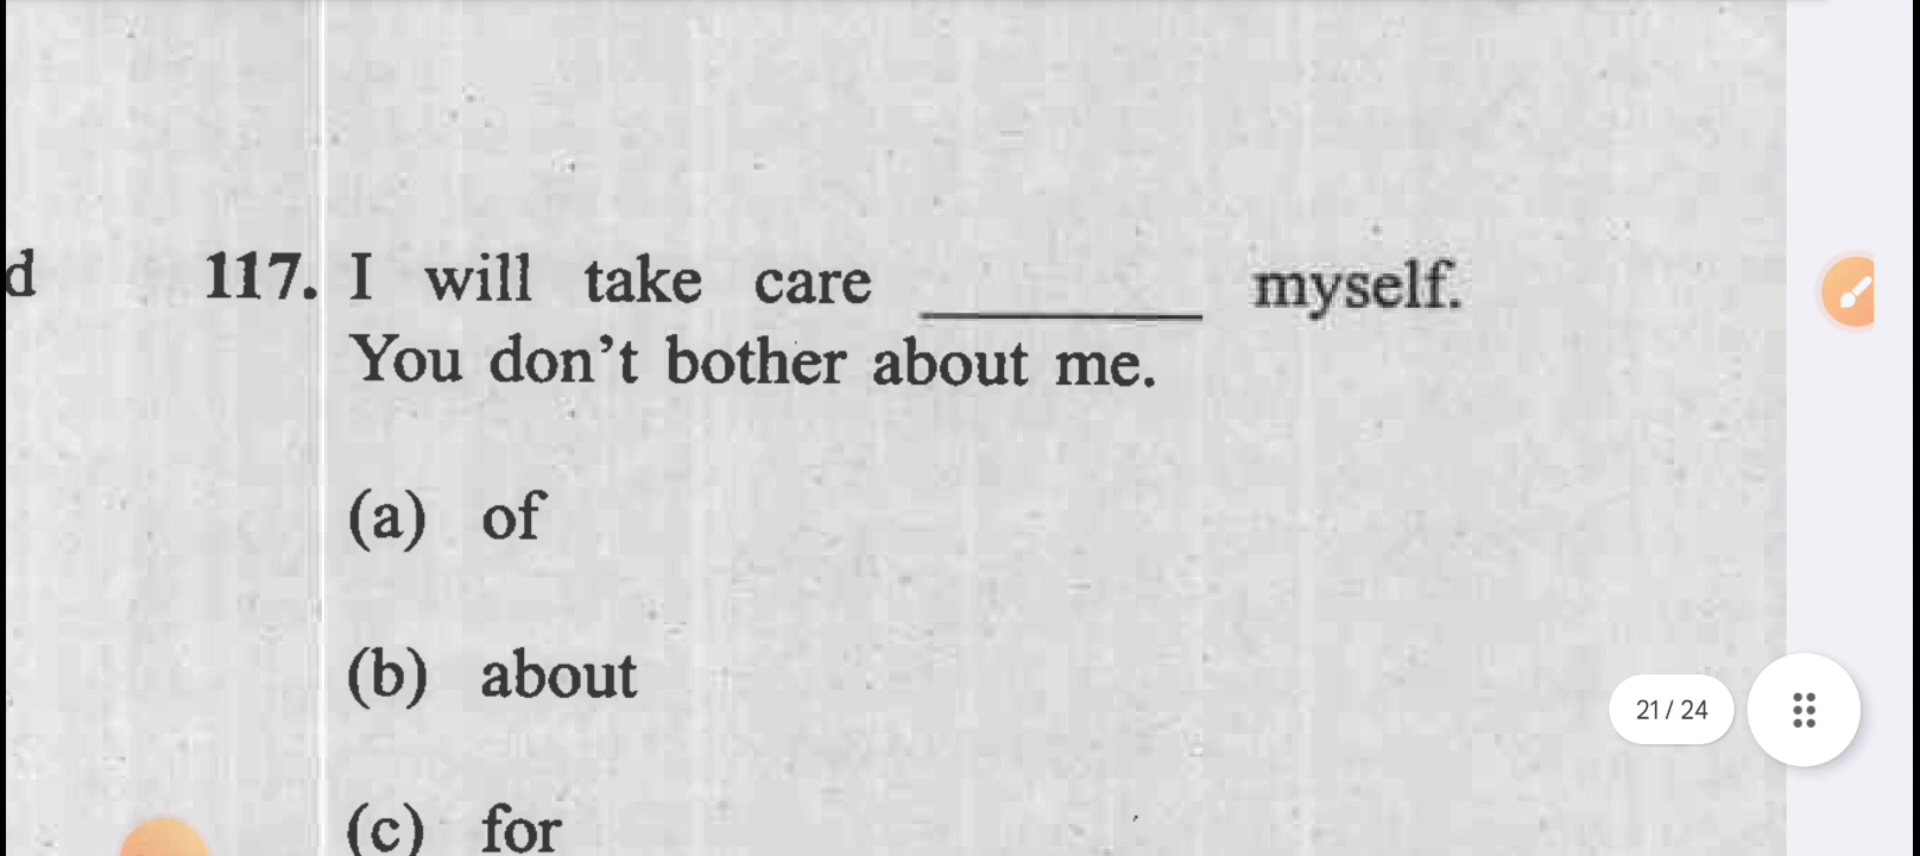 d
117. I will take care ________ myself.
You don't bother about me.
(a) of
(b) about
21 / 24
(c) for